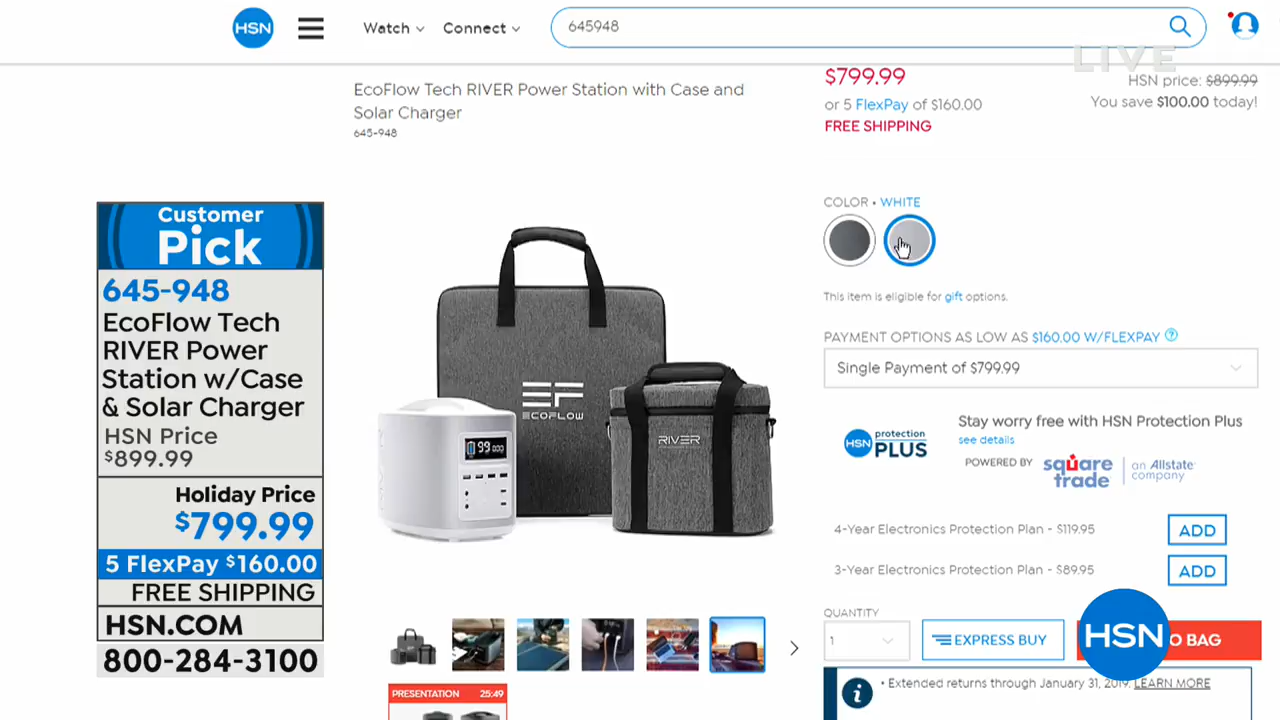 HSN
Watch
Connect
645948
LIVE
EcoFlow Tech RIVER Power Station with Case and
Solar Charger
645-948
$799.99
or 5 FlexPay of $160.00
FREE SHIPPING
HSN price: $899.99
You save $100.00 today!
COLOR • WHITE
This item is eligible for gift options.
PAYMENT OPTIONS AS LOW AS $160.00 W/FLEXPAY ?
Single Payment of $799.99
HSN protection PLUS
Stay worry free with HSN Protection Plus
see details
POWERED BY
square trade
an Allstate company
4-Year Electronics Protection Plan - $119.95
ADD
3-Year Electronics Protection Plan - $89.95
ADD
QUANTITY
1
EXPRESS BUY
O BAG
HSN
i
• Extended returns through January 31, 2019. LEARN MORE
Customer
Pick
645-948
EcoFlow Tech
RIVER Power
Station w/Case
& Solar Charger
HSN Price
$899.99
Holiday Price
$799.99
5 FlexPay $160.00
FREE SHIPPING
HSN.COM
800-284-3100
EF
ECOFLOW
RIVER
99
PRESENTATION 25:49